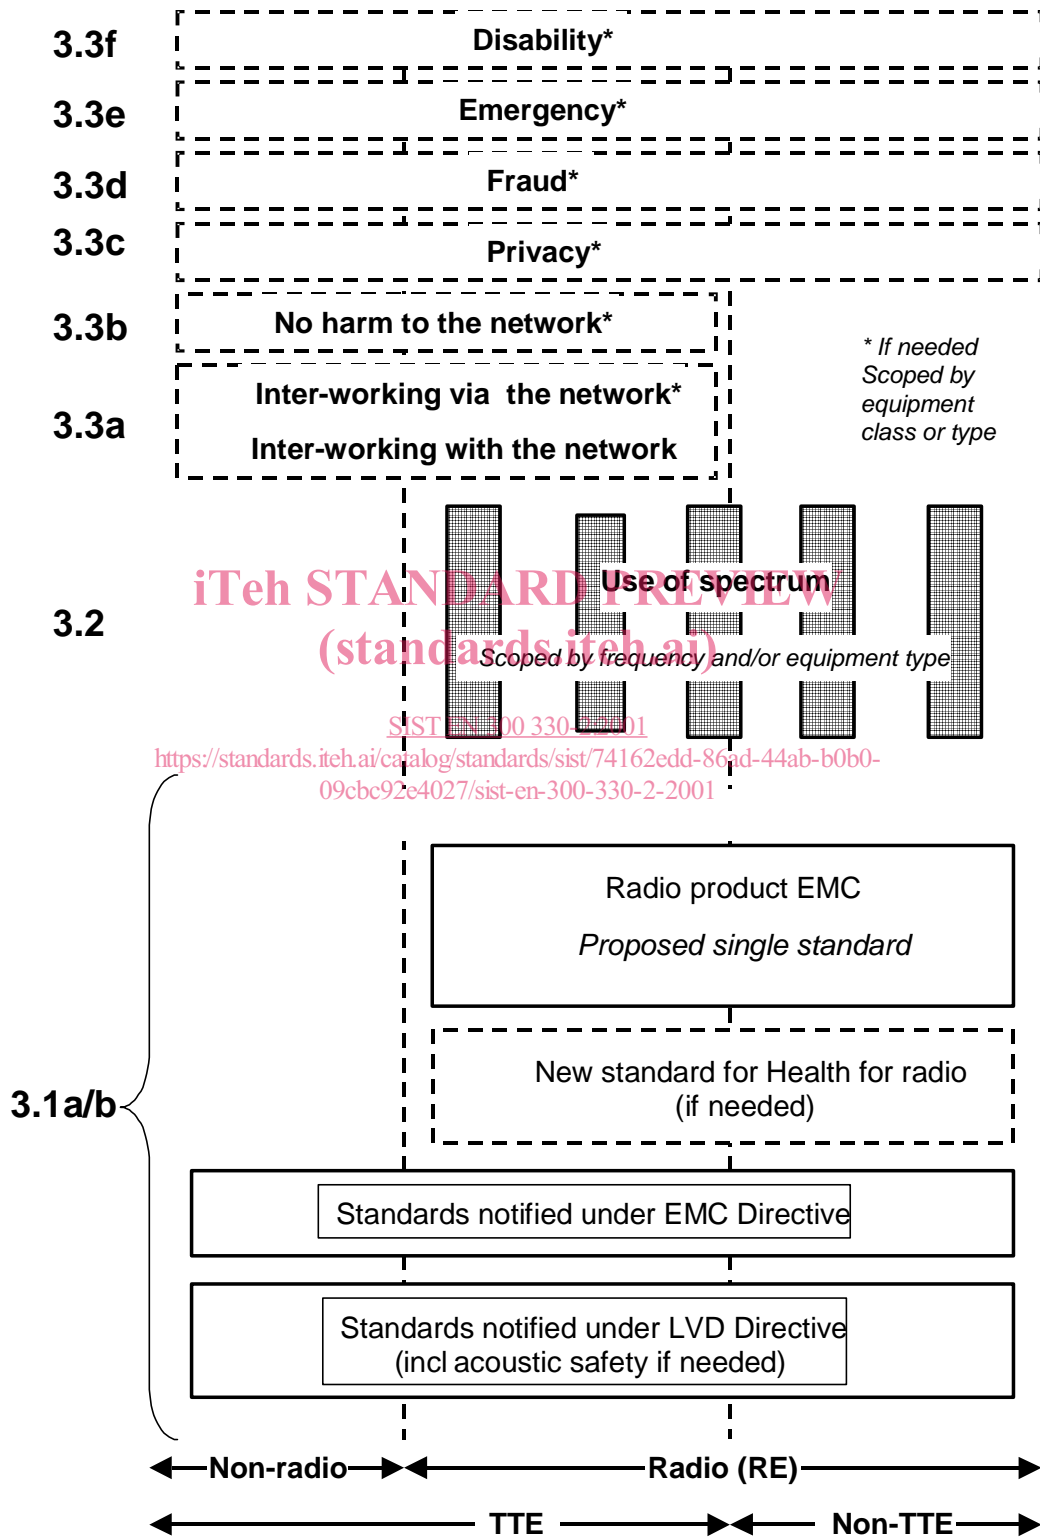 3.3f
Disability*
3.3e
Emergency*
3.3d
Fraud*
3.3c
Privacy*
3.3b
No harm to the network*
3.3a
Inter-working via the network*
Inter-working with the network
* If needed
Scoped by
equipment
class or type
3.2
Use of spectrum
Scoped by frequency and/or equipment type
iTeh STANDARD PREVIEW
(standards.iteh.ai)
SIST EN 300 330-2:2001
https://standards.iteh.ai/catalog/standards/sist/74162edd-86ad-44ab-b0b0-
09cbc92e4027/sist-en-300-330-2-2001
3.1a/b
Radio product EMC
Proposed single standard
New standard for Health for radio
(if needed)
Standards notified under EMC Directive
Standards notified under LVD Directive
(incl acoustic safety if needed)
Non-radio
Radio (RE)
TTE
Non-TTE